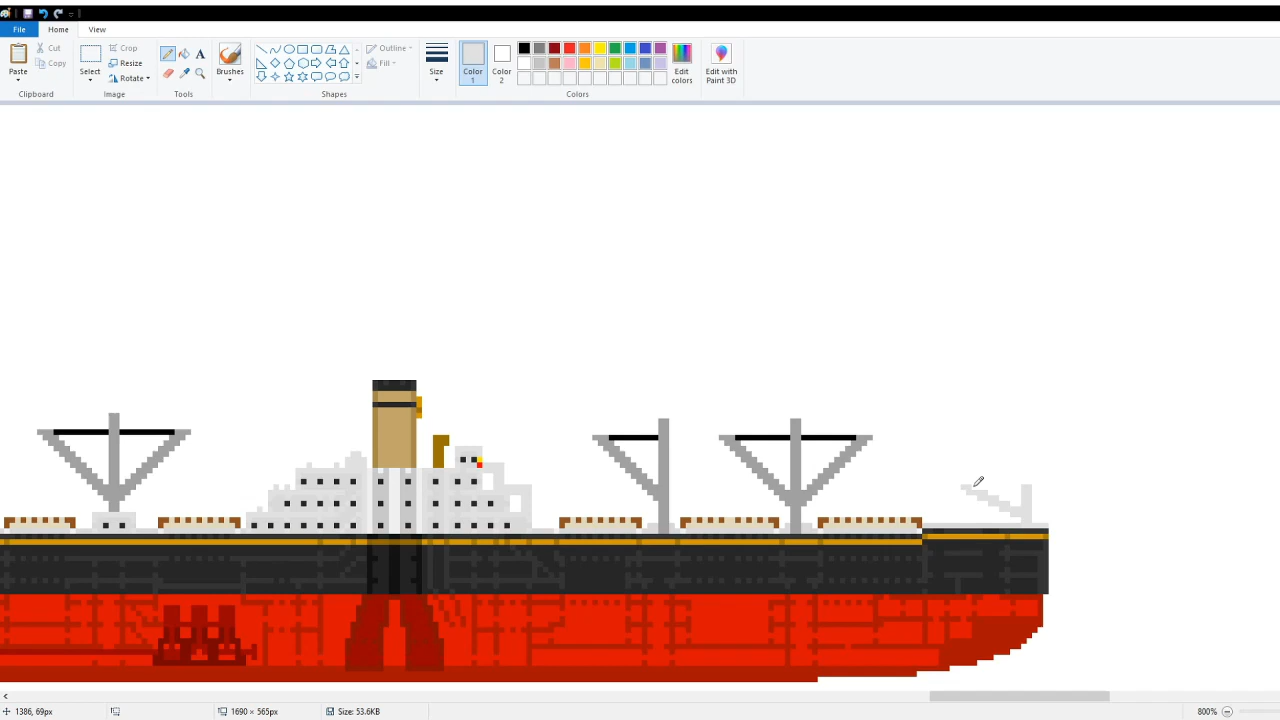 File Home View
Paste
Cut
Copy
Clipboard
Select
Crop
Resize
Rotate
Image
A
Tools
Brushes
Shapes
Outline
Fill
Size
Color
1
Color
2
Colors
Edit
colors
Edit with
Paint 3D
1386, 69px
1690 × 565px
Size: 53.6KB
800%